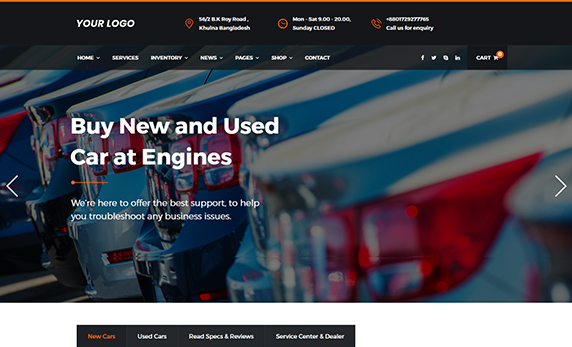 YOUR LOGO
56/2 B.K Roy Road ,
Khulna Bangladesh
Mon - Sat 9.00 - 20.00,
Sunday CLOSED
+8801729277765
Call us for enquiry
HOME
SERVICES
INVENTORY
NEWS
PAGES
SHOP
CONTACT
CART
0
Buy New and Used
Car at Engines
We're here to offer the best support, to help
you troubleshoot any business issues.
New Cars
Used Cars
Read Specs & Reviews
Service Center & Dealer